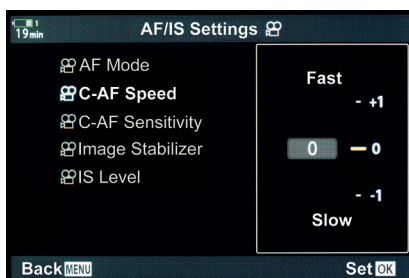 1
19min
AF/IS Settings
AF Mode
C-AF Speed
C-AF Sensitivity
Image Stabilizer
IS Level
Fast
- +1
0 – 0
- -1
Slow
Back MENU
Set OK